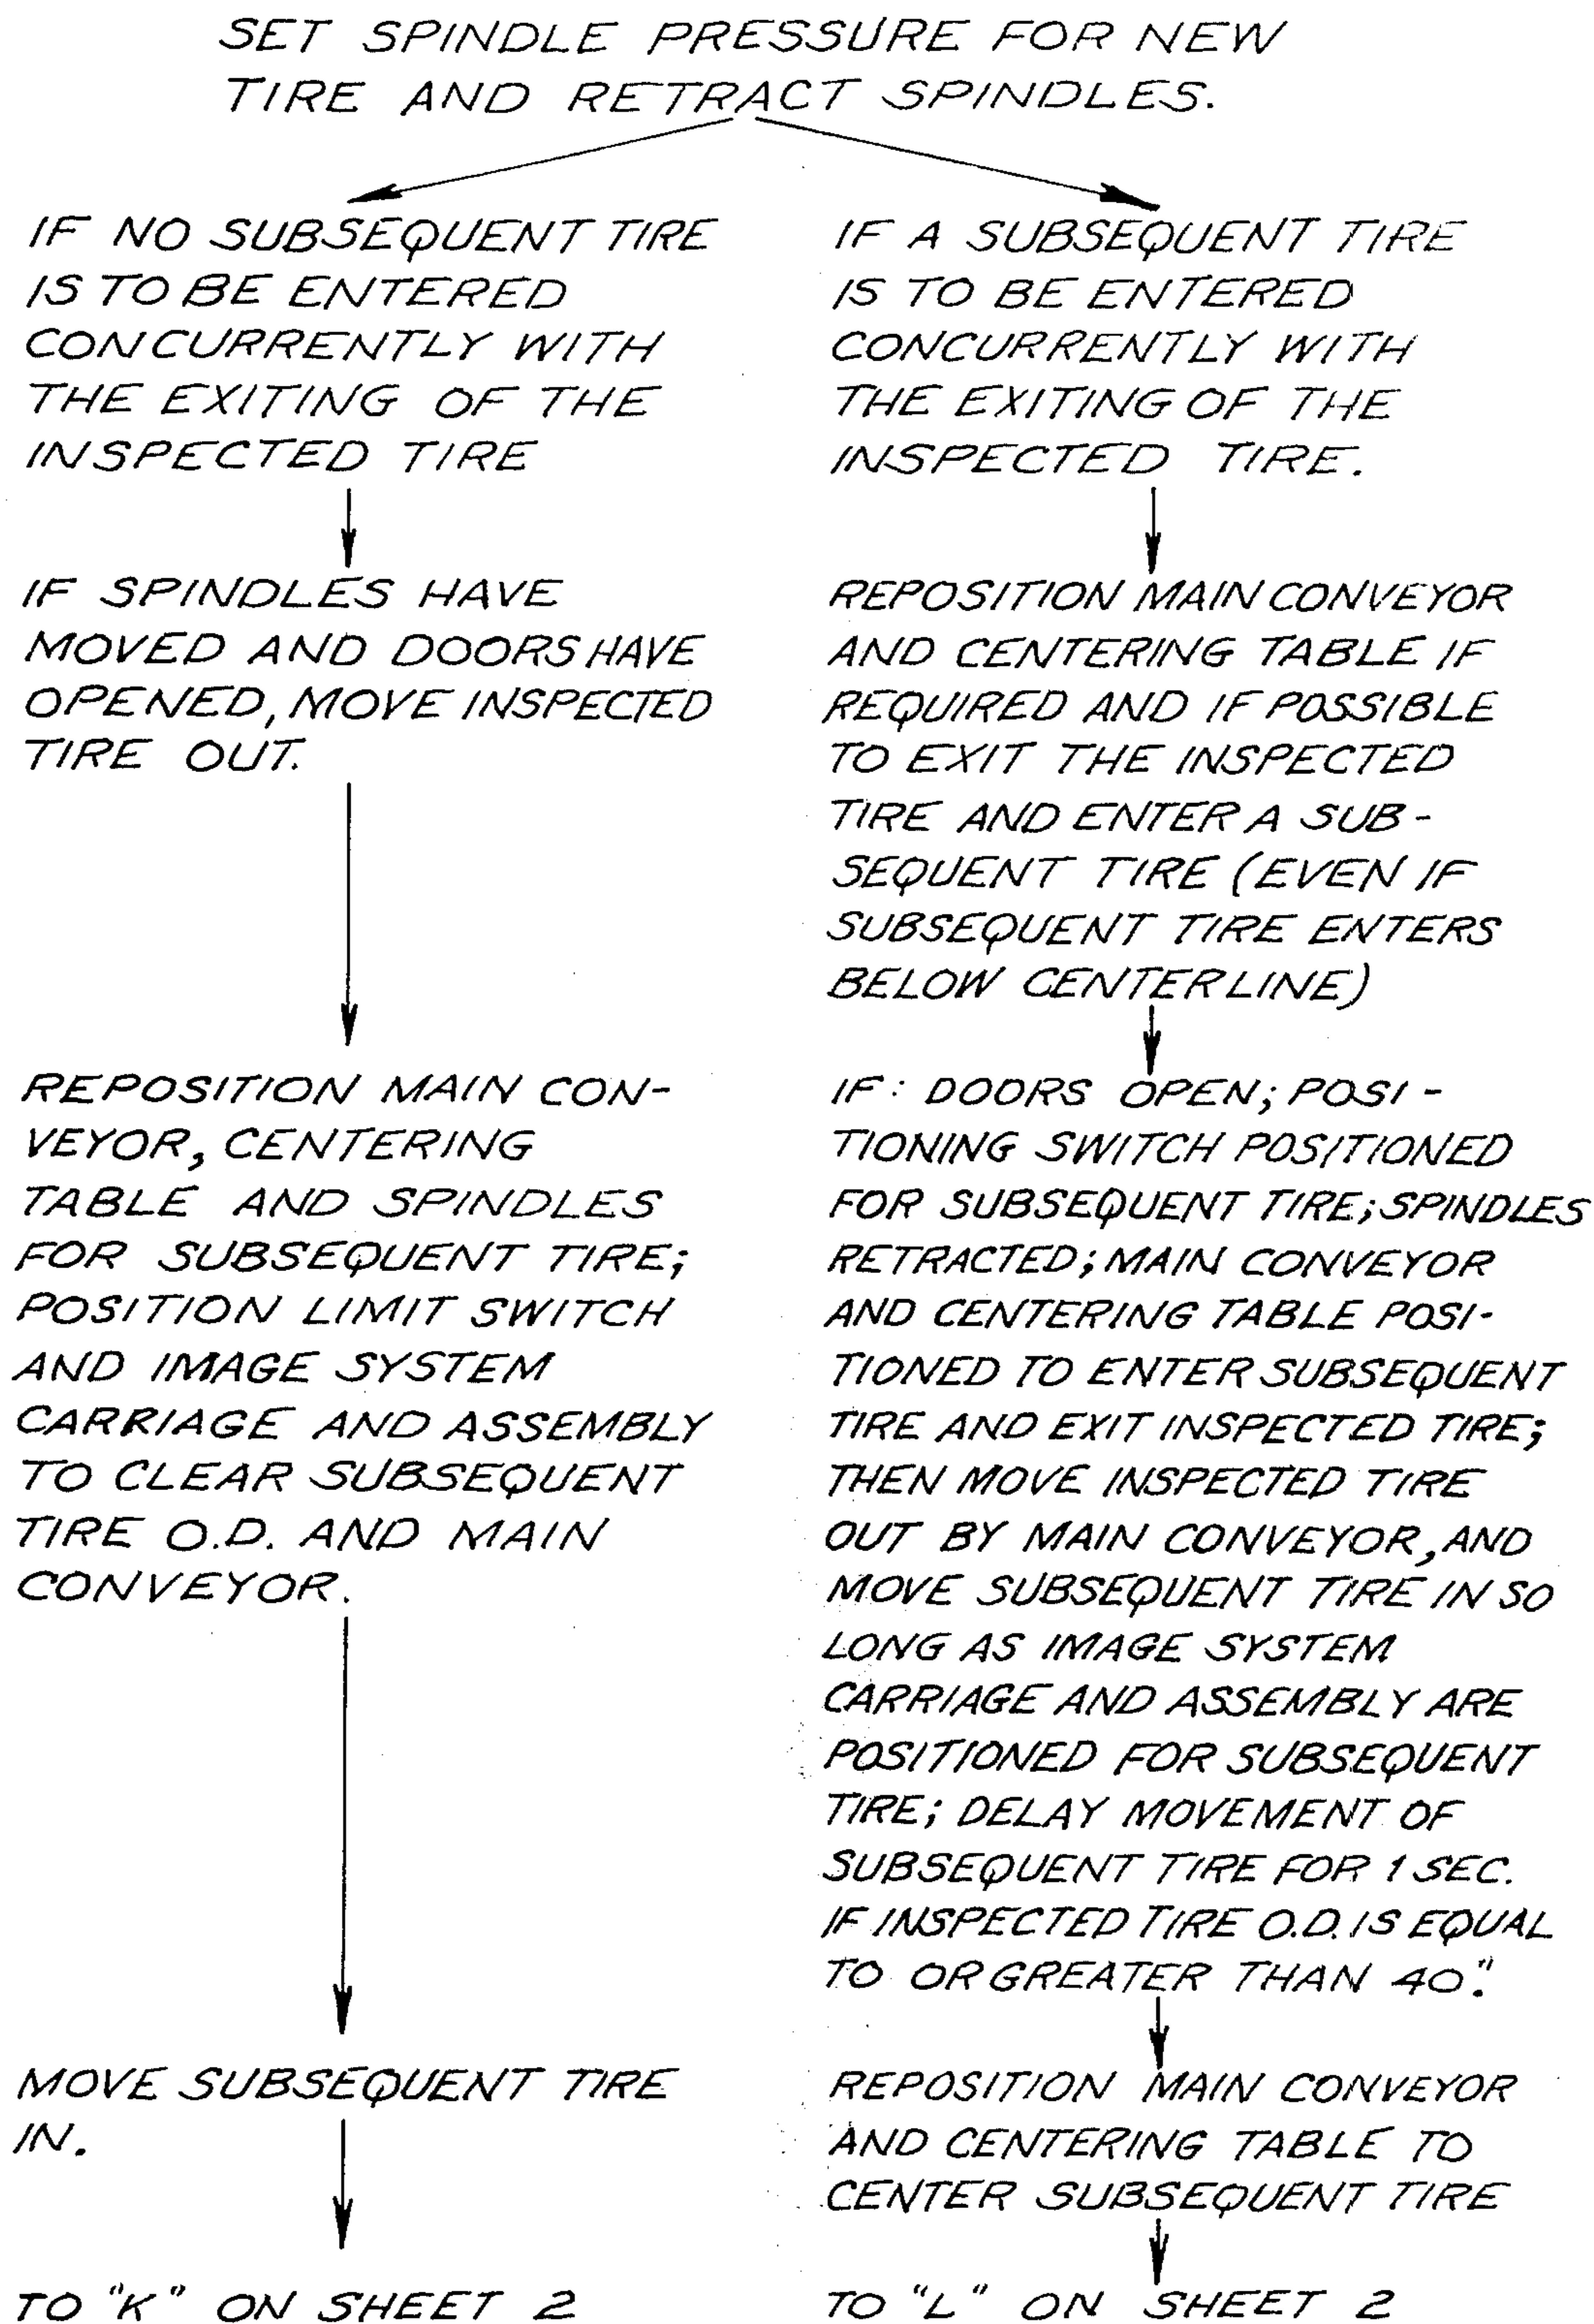 SET SPINDLE PRESSURE FOR NEW
TIRE AND RETRACT SPINDLES.
IF NO SUBSEQUENT TIRE
IS TO BE ENTERED
CONCURRENTLY WITH
THE EXITING OF THE
INSPECTED TIRE
IF SPINDLES HAVE
MOVED AND DOORS HAVE
OPENED, MOVE INSPECTED
TIRE OUT.
REPOSITION MAIN CON-
VEYOR, CENTERING
TABLE AND SPINDLES
FOR SUBSEQUENT TIRE;
POSITION LIMIT SWITCH
AND IMAGE SYSTEM
CARRIAGE AND ASSEMBLY
TO CLEAR SUBSEQUENT
TIRE O.D. AND MAIN
CONVEYOR.
MOVE SUBSEQUENT TIRE
IN.
TO "K" ON SHEET 2
IF A SUBSEQUENT TIRE
IS TO BE ENTERED
CONCURRENTLY WITH
THE EXITING OF THE
INSPECTED TIRE.
REPOSITION MAIN CONVEYOR
AND CENTERING TABLE IF
REQUIRED AND IF POSSIBLE
TO EXIT THE INSPECTED
TIRE AND ENTER A SUB-
SEQUENT TIRE (EVEN IF
SUBSEQUENT TIRE ENTERS
BELOW CENTERLINE)
IF: DOORS OPEN; POSI-
TIONING SWITCH POSITIONED
FOR SUBSEQUENT TIRE; SPINDLES
RETRACTED; MAIN CONVEYOR
AND CENTERING TABLE POSI-
TIONED TO ENTER SUBSEQUENT
TIRE AND EXIT INSPECTED TIRE;
THEN MOVE INSPECTED TIRE
OUT BY MAIN CONVEYOR, AND
MOVE SUBSEQUENT TIRE IN SO
LONG AS IMAGE SYSTEM
CARRIAGE AND ASSEMBLY ARE
POSITIONED FOR SUBSEQUENT
TIRE; DELAY MOVEMENT OF
SUBSEQUENT TIRE FOR 1 SEC.
IF INSPECTED TIRE O.D. IS EQUAL
TO OR GREATER THAN 40".
REPOSITION MAIN CONVEYOR
AND CENTERING TABLE TO
CENTER SUBSEQUENT TIRE
TO "L" ON SHEET 2